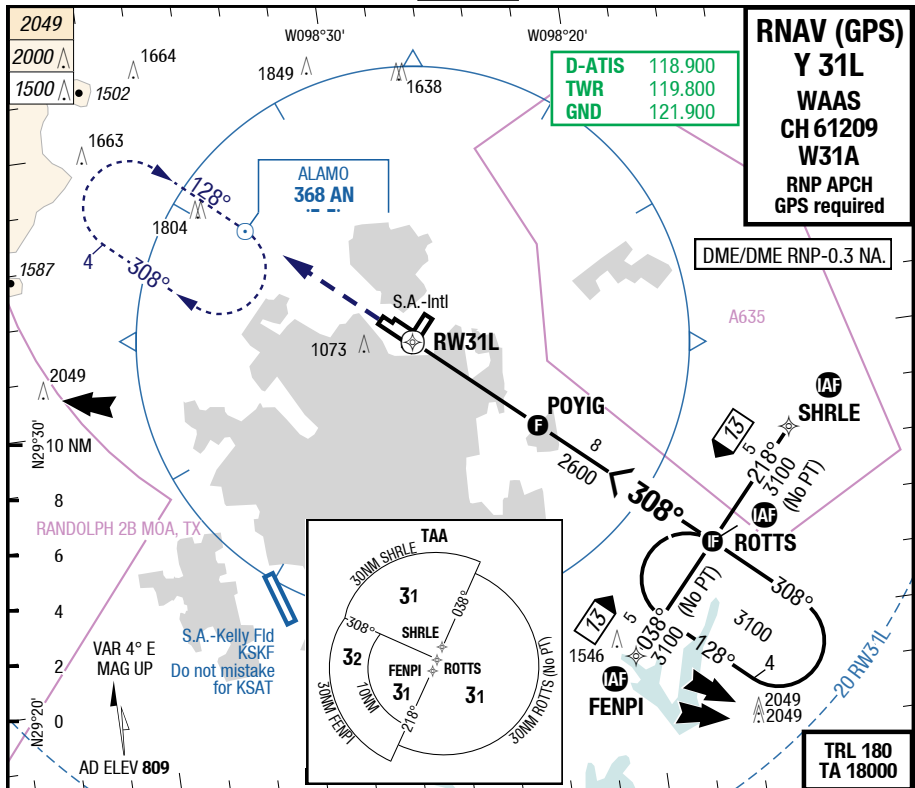 2049
2000
1500
1502
1664
1663
1849
1638
W098°30'
W098°20'
D-ATIS 118.900
TWR 119.800
GND 121.900
RNAV (GPS)
Y 31L
WAAS
CH 61209
W31A
RNP APCH
GPS required
DME/DME RNP-0.3 NA.
ALAMO
368 AN
128°
1804
4
308°
1587
S.A.-Intl
RW31L
1073
A635
2049
N29°30'
10 NM
8
6
4
2
0
N29°20'
POYIG
F
8
2600
308°
IAF
SHRLE
13
5
218°
3100
(No PT)
IAF
IF
ROTTS
308°
3100
128°
4
13
5
038°
3100
(No PT)
1546
IAF
FENPI
2049
2049
20 RW31L
RANDOLPH 2B MOA, TX
S.A.-Kelly Fld
KSKF
Do not mistake
for KSAT
VAR 4° E
MAG UP
AD ELEV 809
TAA
30NM SHRLE
31
038°
308°
SHRLE
32
FENPI
ROTTS
31
31
10NM
218°
30NM FENPI
30NM ROTTS (No PT)
TRL 180
TA 18000